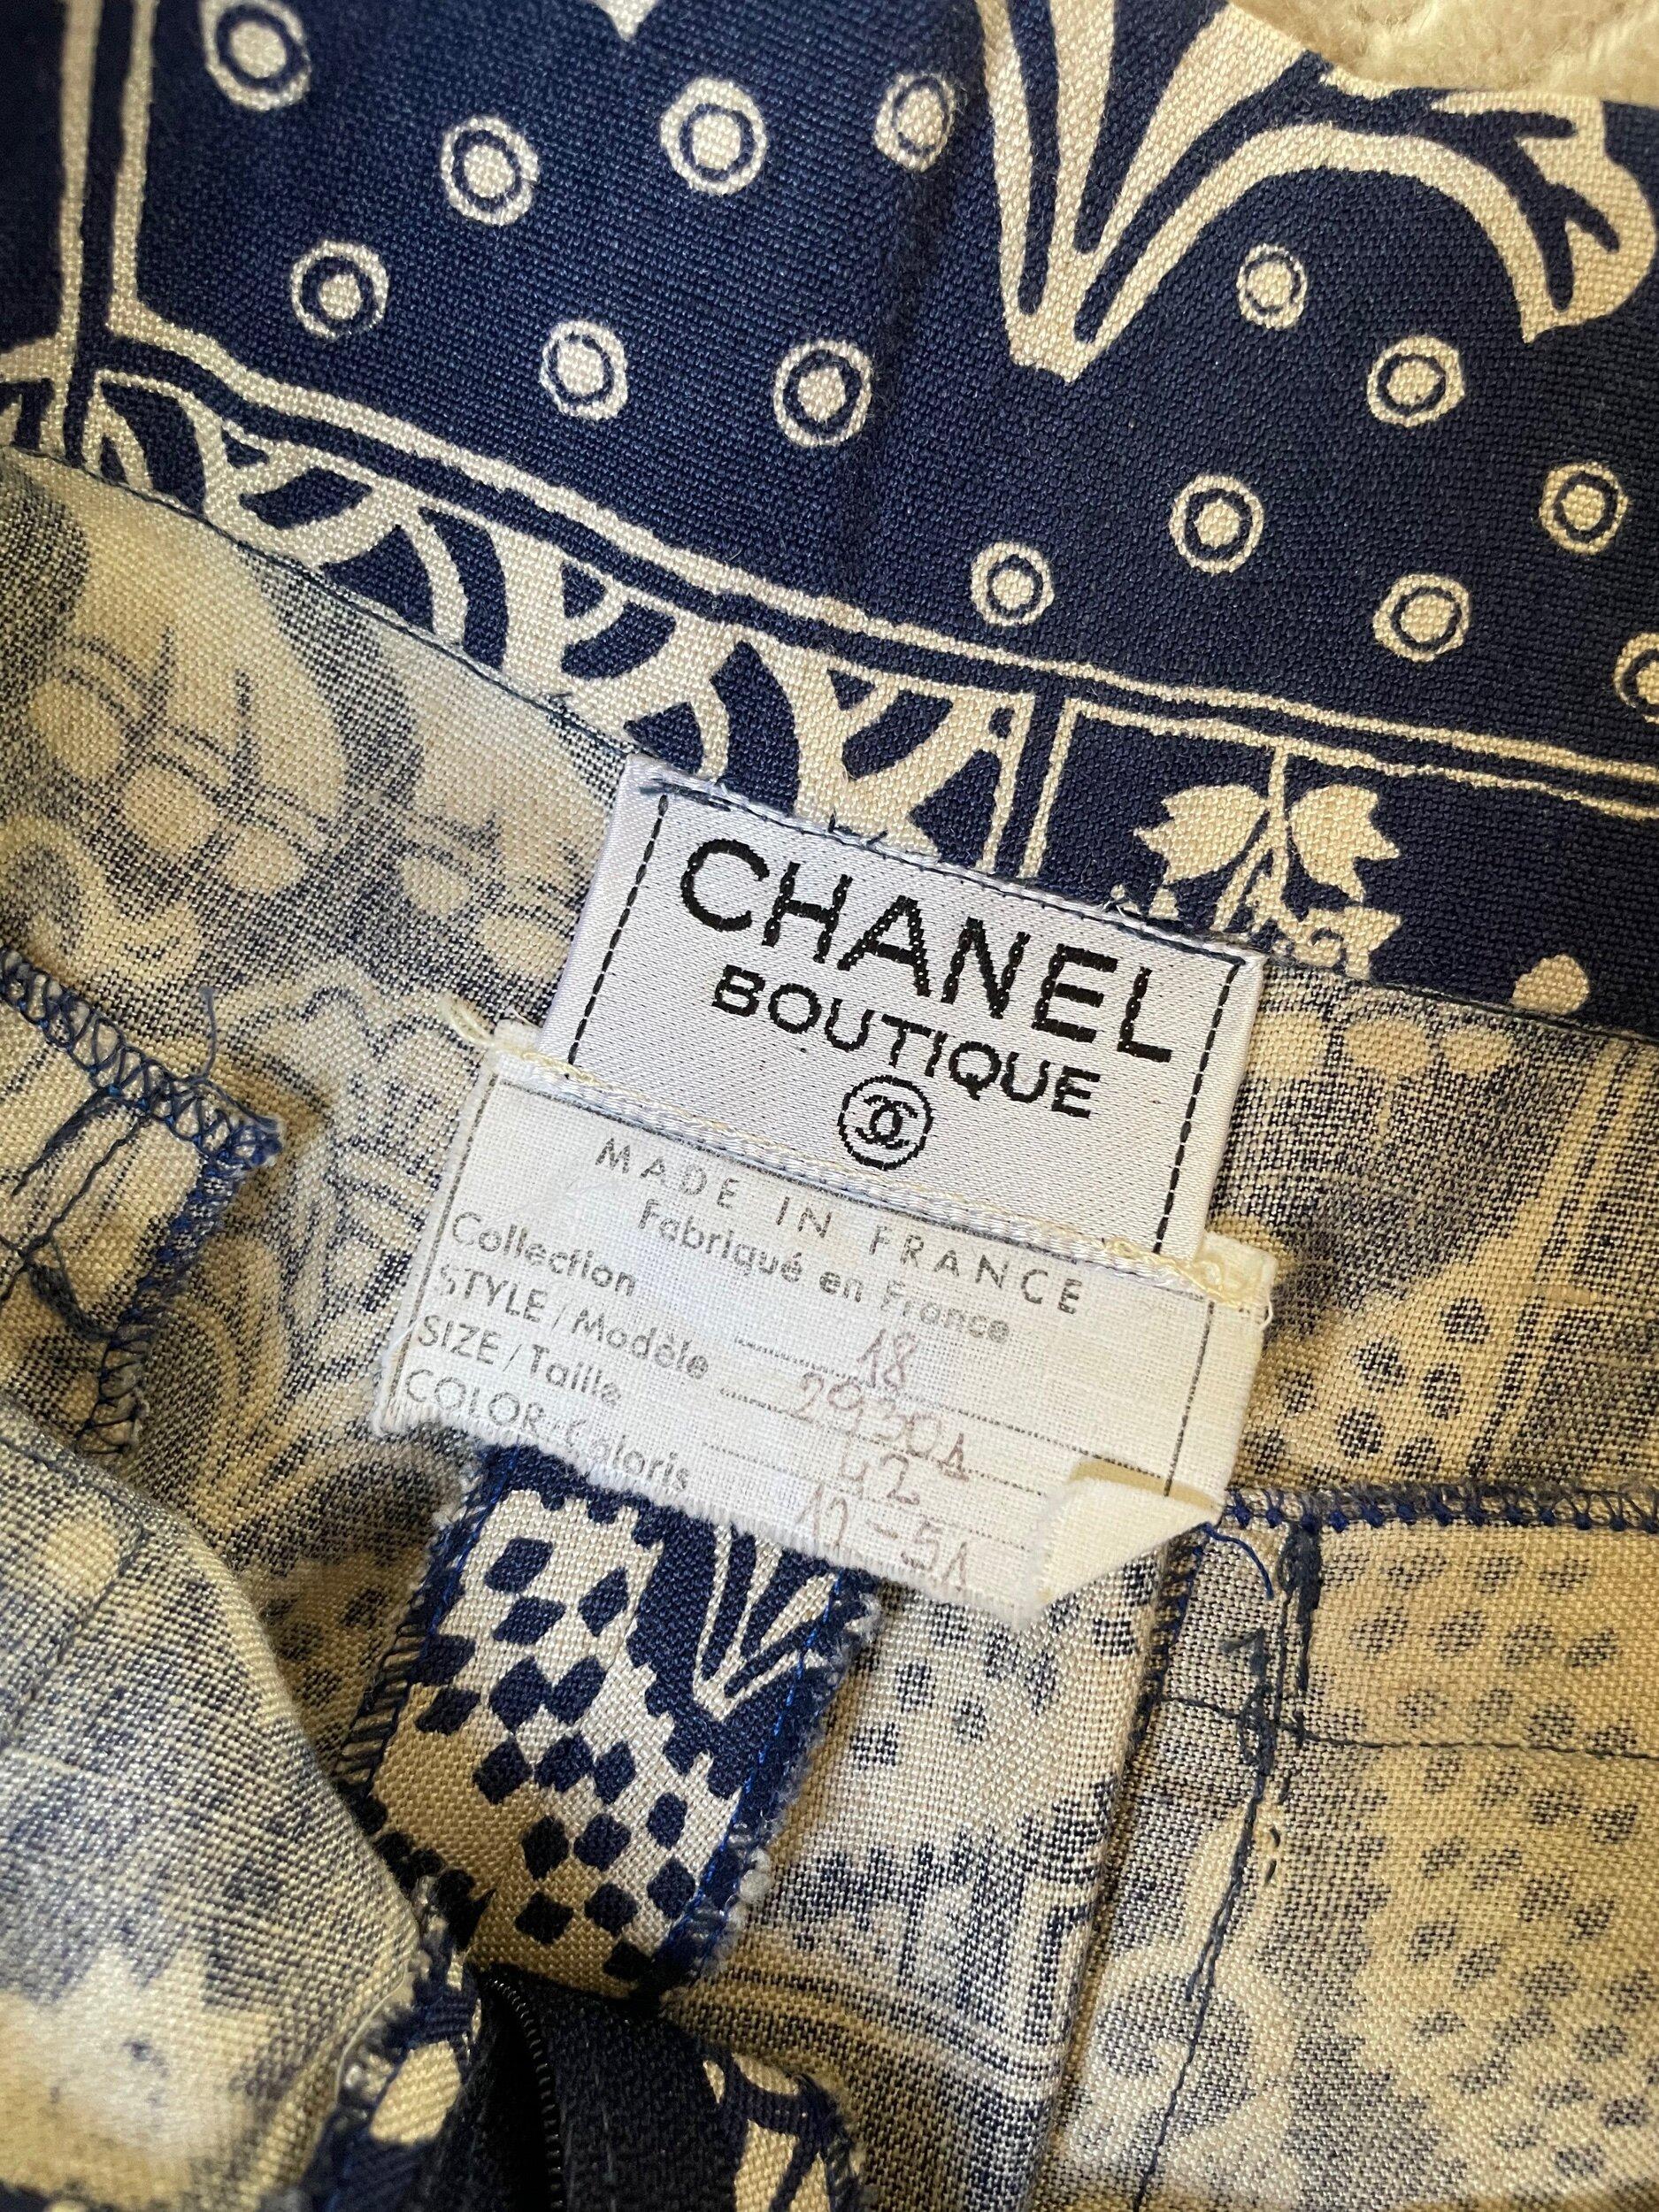 CHANEL
BOUTIQUE
MADE IN FRANCE
Fabriqué en France
Collection 18
STYLE/Modèle 29301
SIZE/Taille 42
COLOR-Coloris 12-51